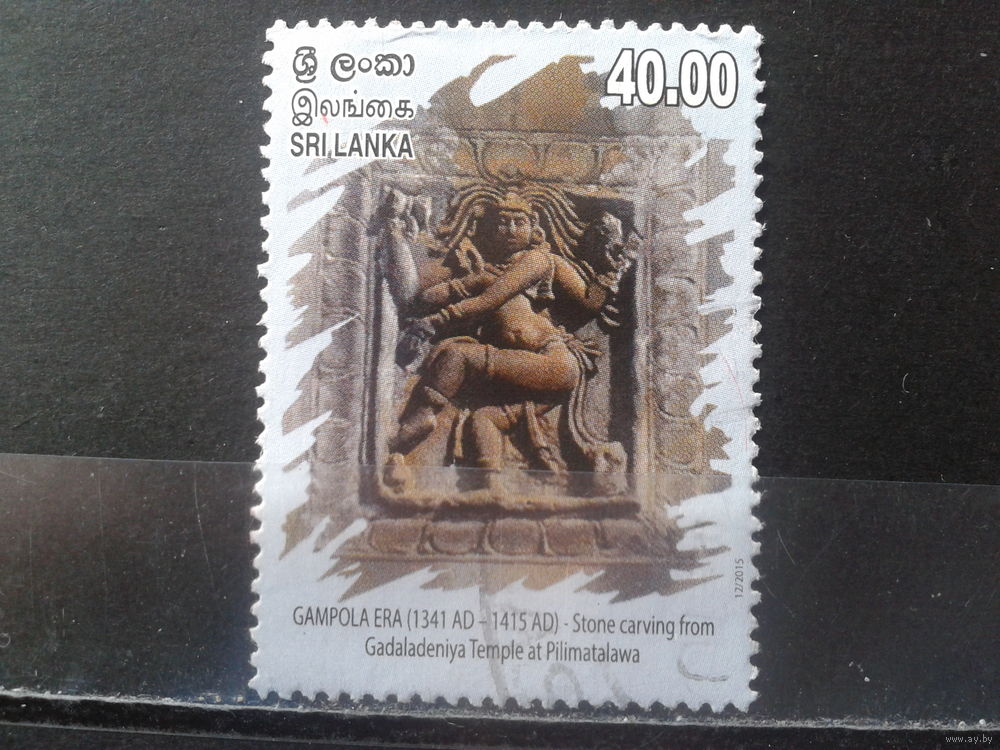 ශ්‍රී ලංකා
இலங்கை
SRI LANKA
40.00
12/2015
GAMPOLA ERA (1341 AD – 1415 AD) - Stone carving from
Gadaladeniya Temple at Pilimatalawa
www.ay.by